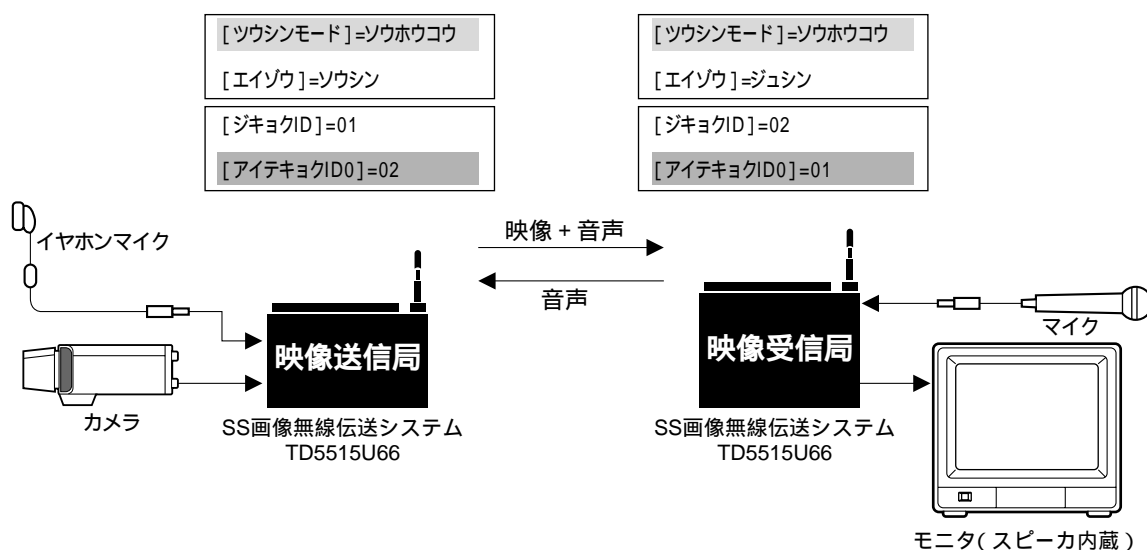 [ツウシンモード]=ソウホウコウ
[エイゾウ]=ソウシン
[ジキョクID]=01
[アイテキョクID0]=02
[ツウシンモード]=ソウホウコウ
[エイゾウ]=ジュシン
[ジキョクID]=02
[アイテキョクID0]=01
イヤホンマイク
映像+音声
音声
マイク
映像送信局
映像受信局
カメラ
SS画像無線伝送システム
TD5515U66
SS画像無線伝送システム
TD5515U66
モニタ(スピーカ内蔵)